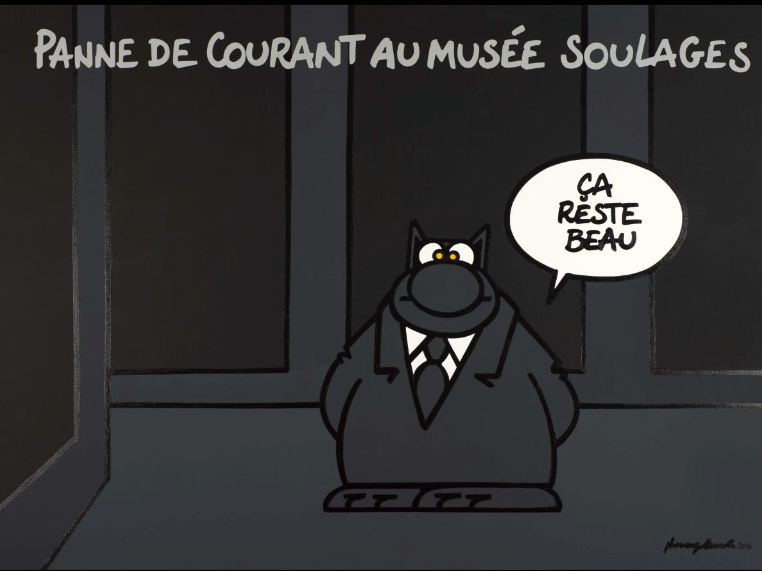 PANNE DE COURANT AU MUSÉE SOULAGES
ÇA
RESTE
BEAU